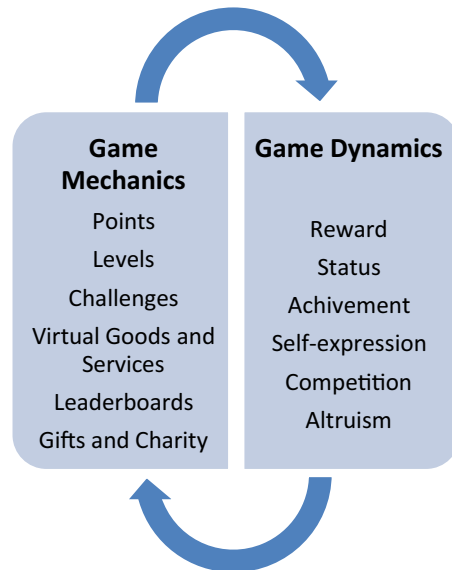 Game
Mechanics
Points
Levels
Challenges
Virtual Goods and
Services
Leaderboards
Gifts and Charity
Game Dynamics
Reward
Status
Achivement
Self-expression
Competition
Altruism